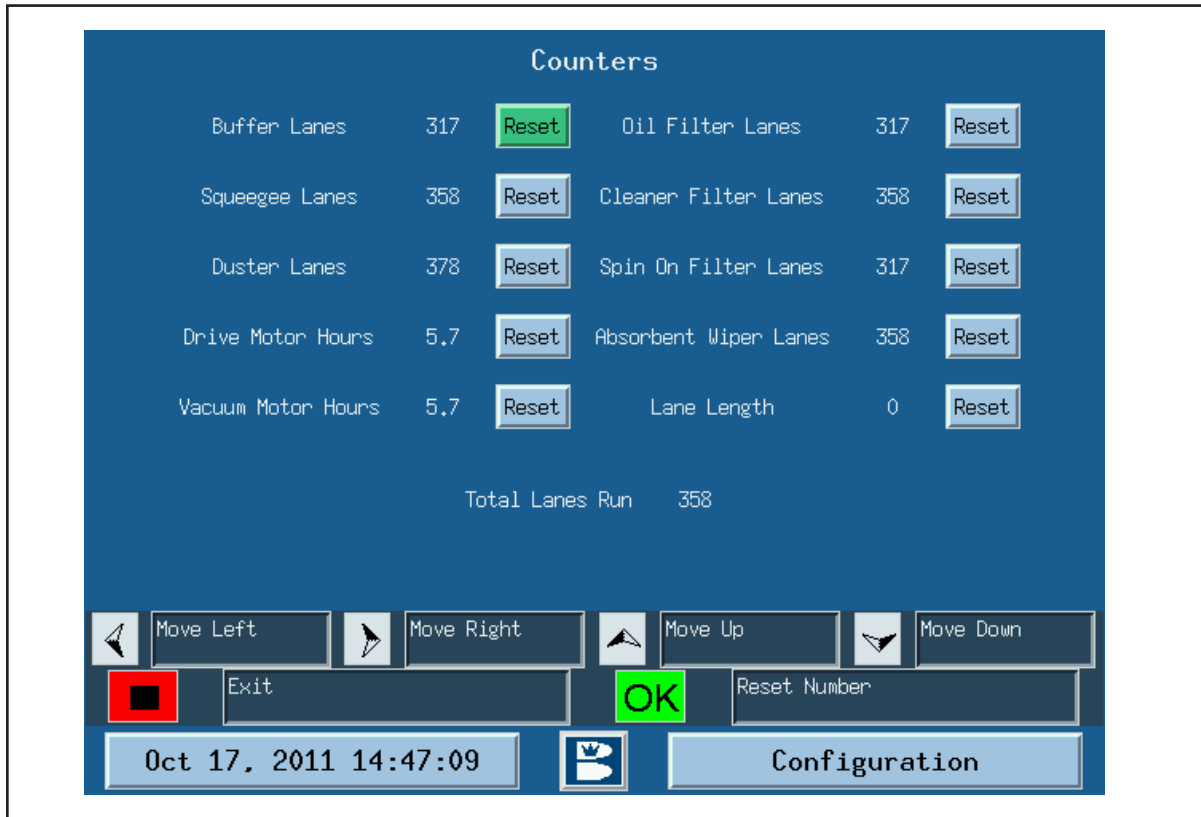 Counters
Buffer Lanes 317 Reset Oil Filter Lanes 317 Reset
Squeegee Lanes 358 Reset Cleaner Filter Lanes 358 Reset
Duster Lanes 378 Reset Spin On Filter Lanes 317 Reset
Drive Motor Hours 5.7 Reset Absorbent Wiper Lanes 358 Reset
Vacuum Motor Hours 5.7 Reset Lane Length 0 Reset
Total Lanes Run 358
Move Left Move Right Move Up Move Down
Exit OK Reset Number
Oct 17, 2011 14:47:09 Configuration